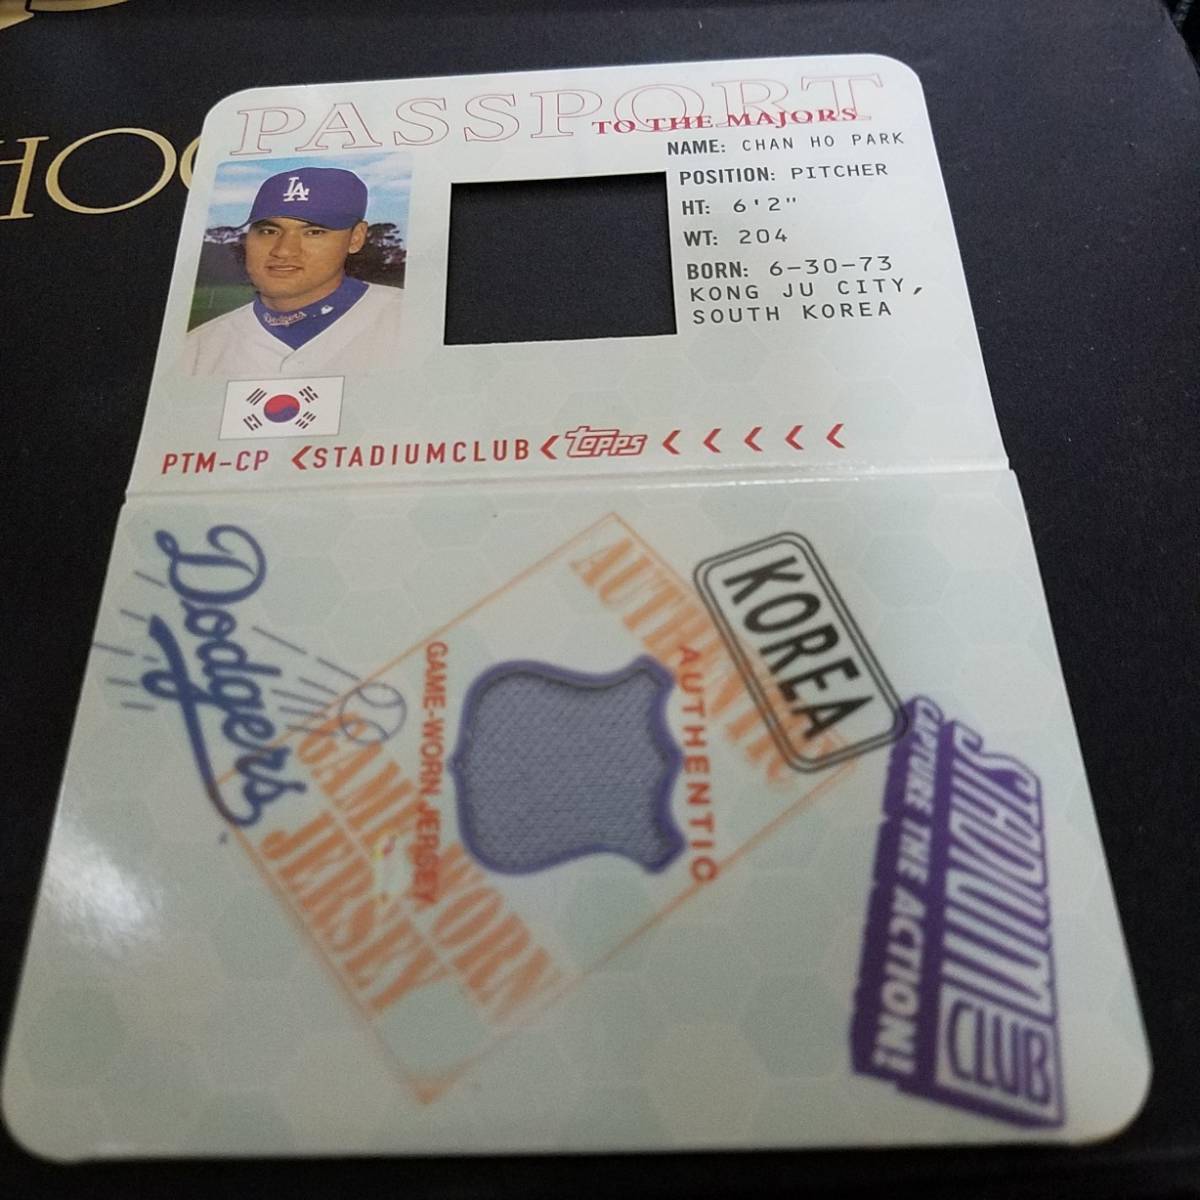 HO
PASSPORT
TO THE MAJORS
NAME: CHAN HO PARK
POSITION: PITCHER
HT: 6'2"
WT: 204
BORN: 6-30-73
KONG JU CITY,
SOUTH KOREA
LA
Dodgers
PTM-CP <STADIUMCLUB< TOPPS < < < < <
Dodgers
AUTHENTIC
GAME-WORN
JERSEY
KOREA
AUTHENTIC
GAME-WORN JERSEY
STADIUM CLUB
CAPTURE THE ACTION!